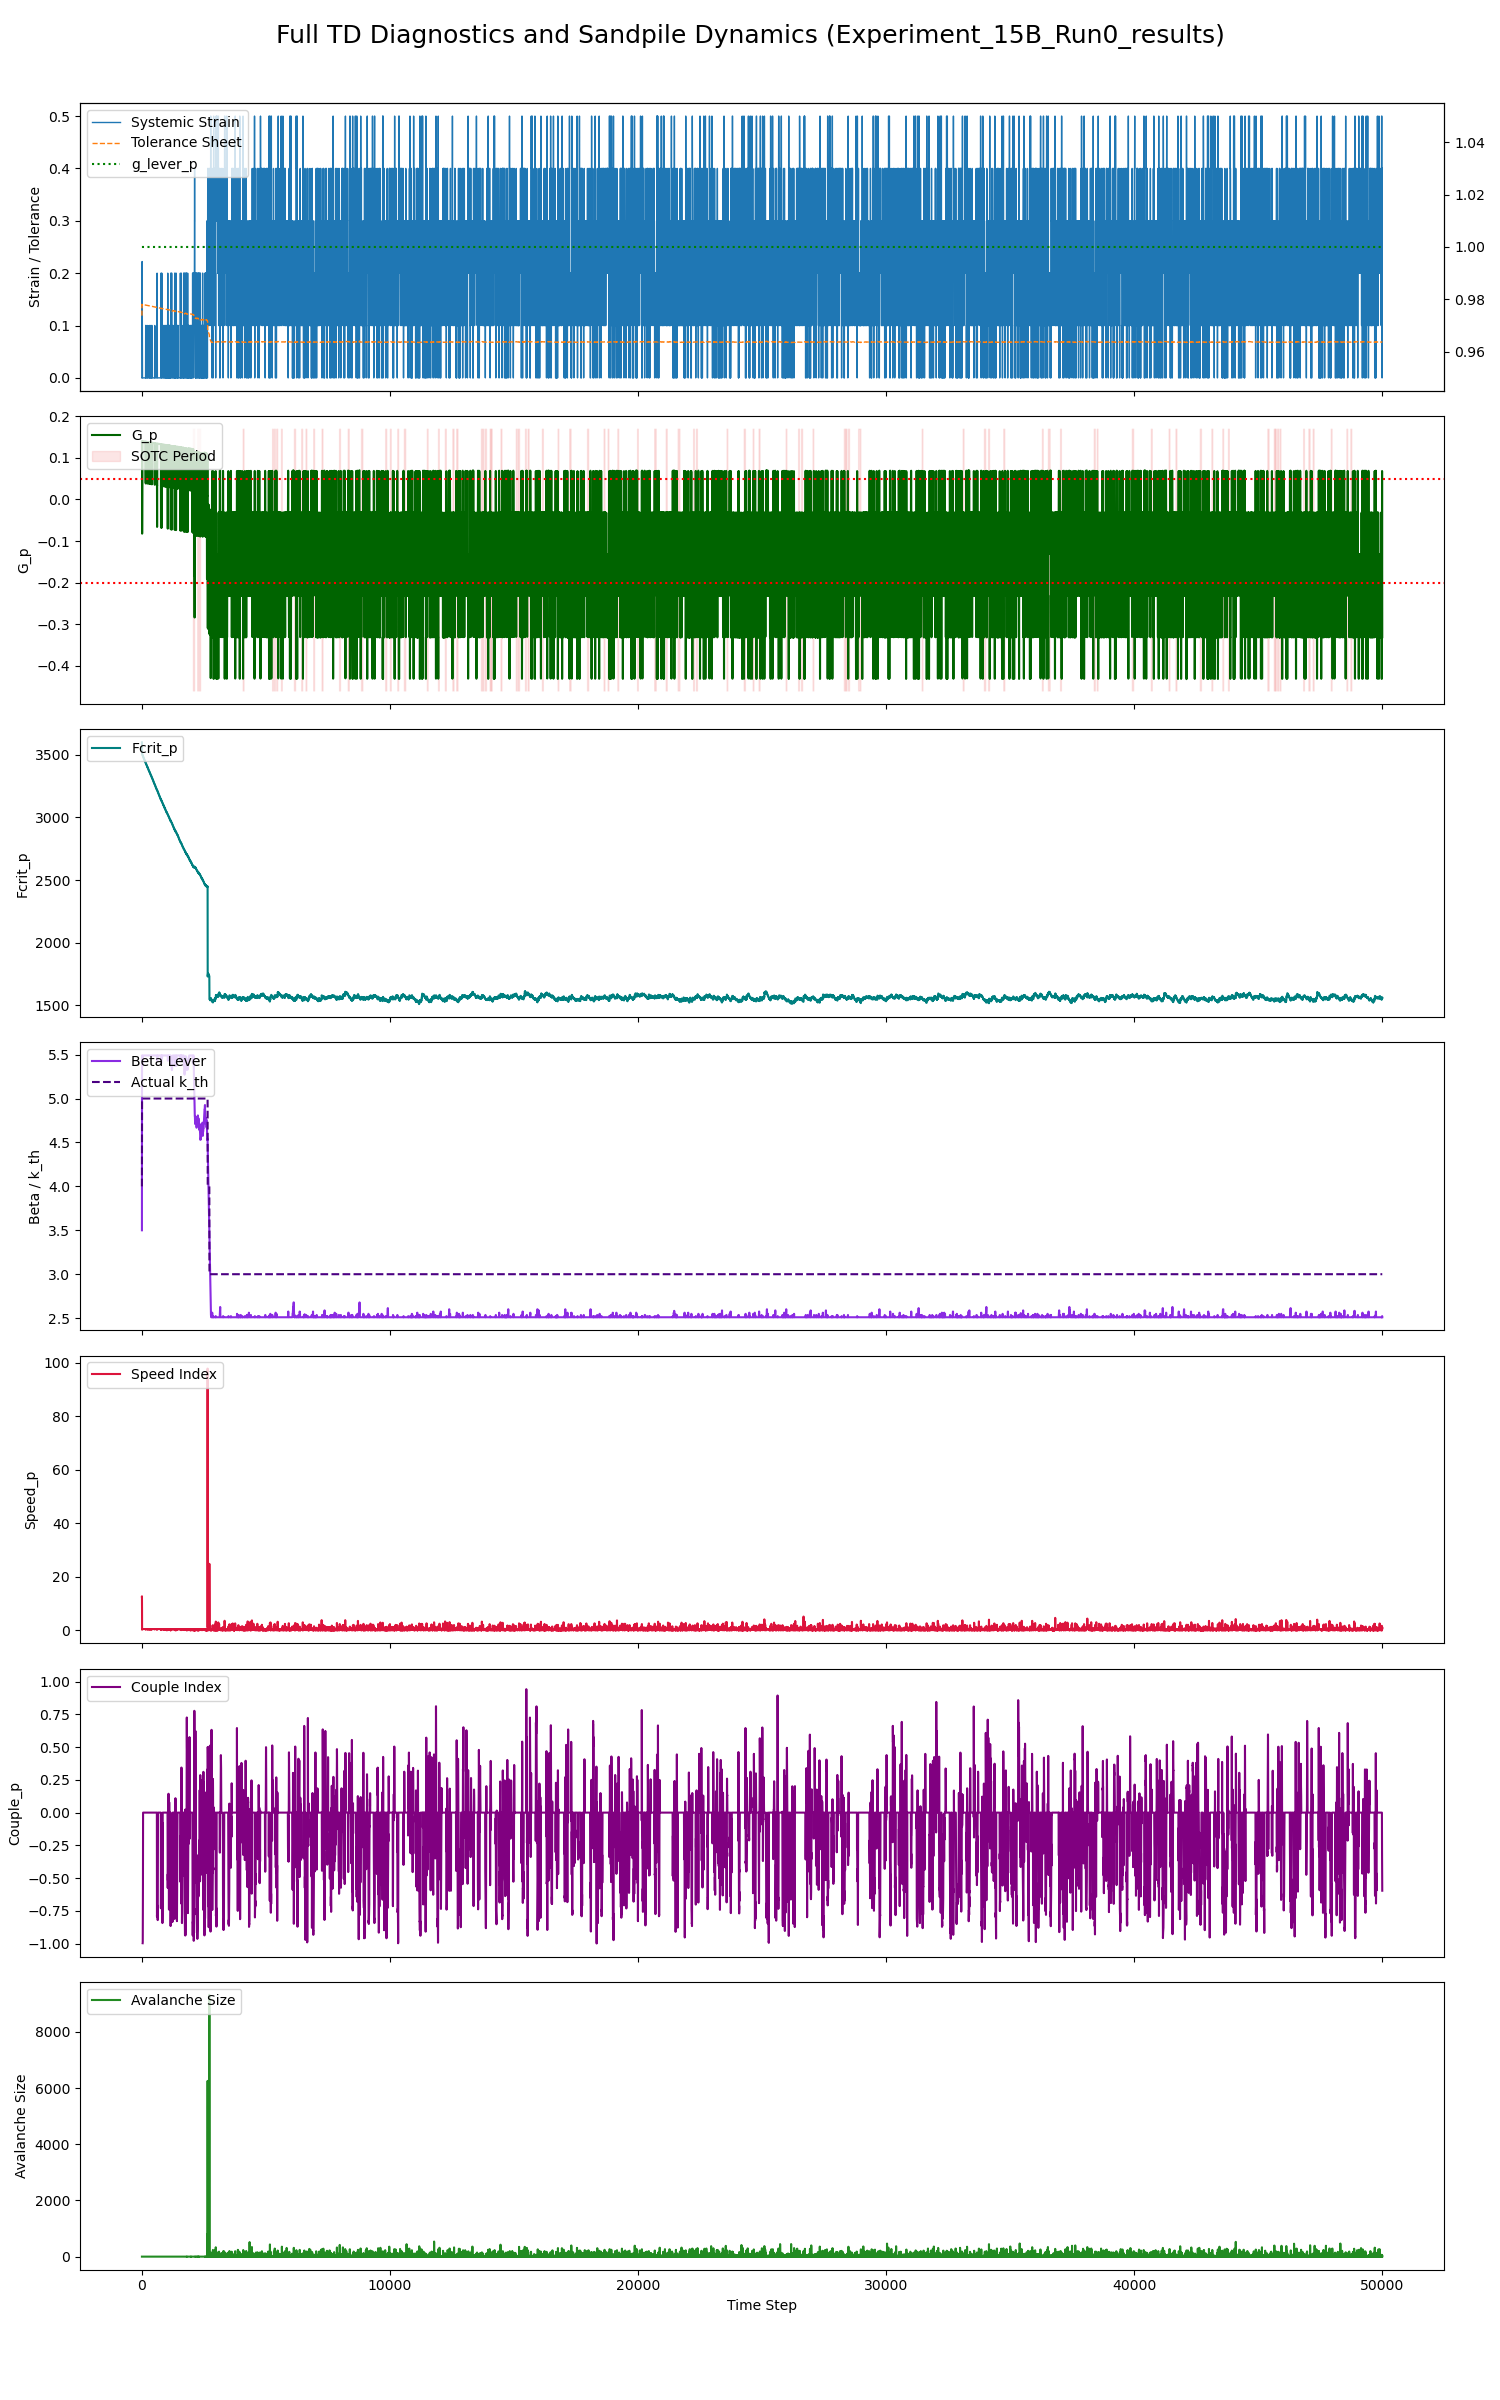 Full TD Diagnostics and Sandpile Dynamics (Experiment_15B_Run0_results)
Systemic Strain
Tolerance Sheet
g_lever_p
Strain / Tolerance
0.5
0.4
0.3
0.2
0.1
0.0
1.04
1.02
1.00
0.98
0.96
G_p
SOTC Period
G_p
0.2
0.1
0.0
−0.1
−0.2
−0.3
−0.4
Fcrit_p
Fcrit_p
3500
3000
2500
2000
1500
Beta Lever
Actual k_th
Beta / k_th
5.5
5.0
4.5
4.0
3.5
3.0
2.5
Speed Index
Speed_p
100
80
60
40
20
0
Couple Index
Couple_p
1.00
0.75
0.50
0.25
0.00
−0.25
−0.50
−0.75
−1.00
Avalanche Size
Avalanche Size
8000
6000
4000
2000
0
0 10000 20000 30000 40000 50000
Time Step